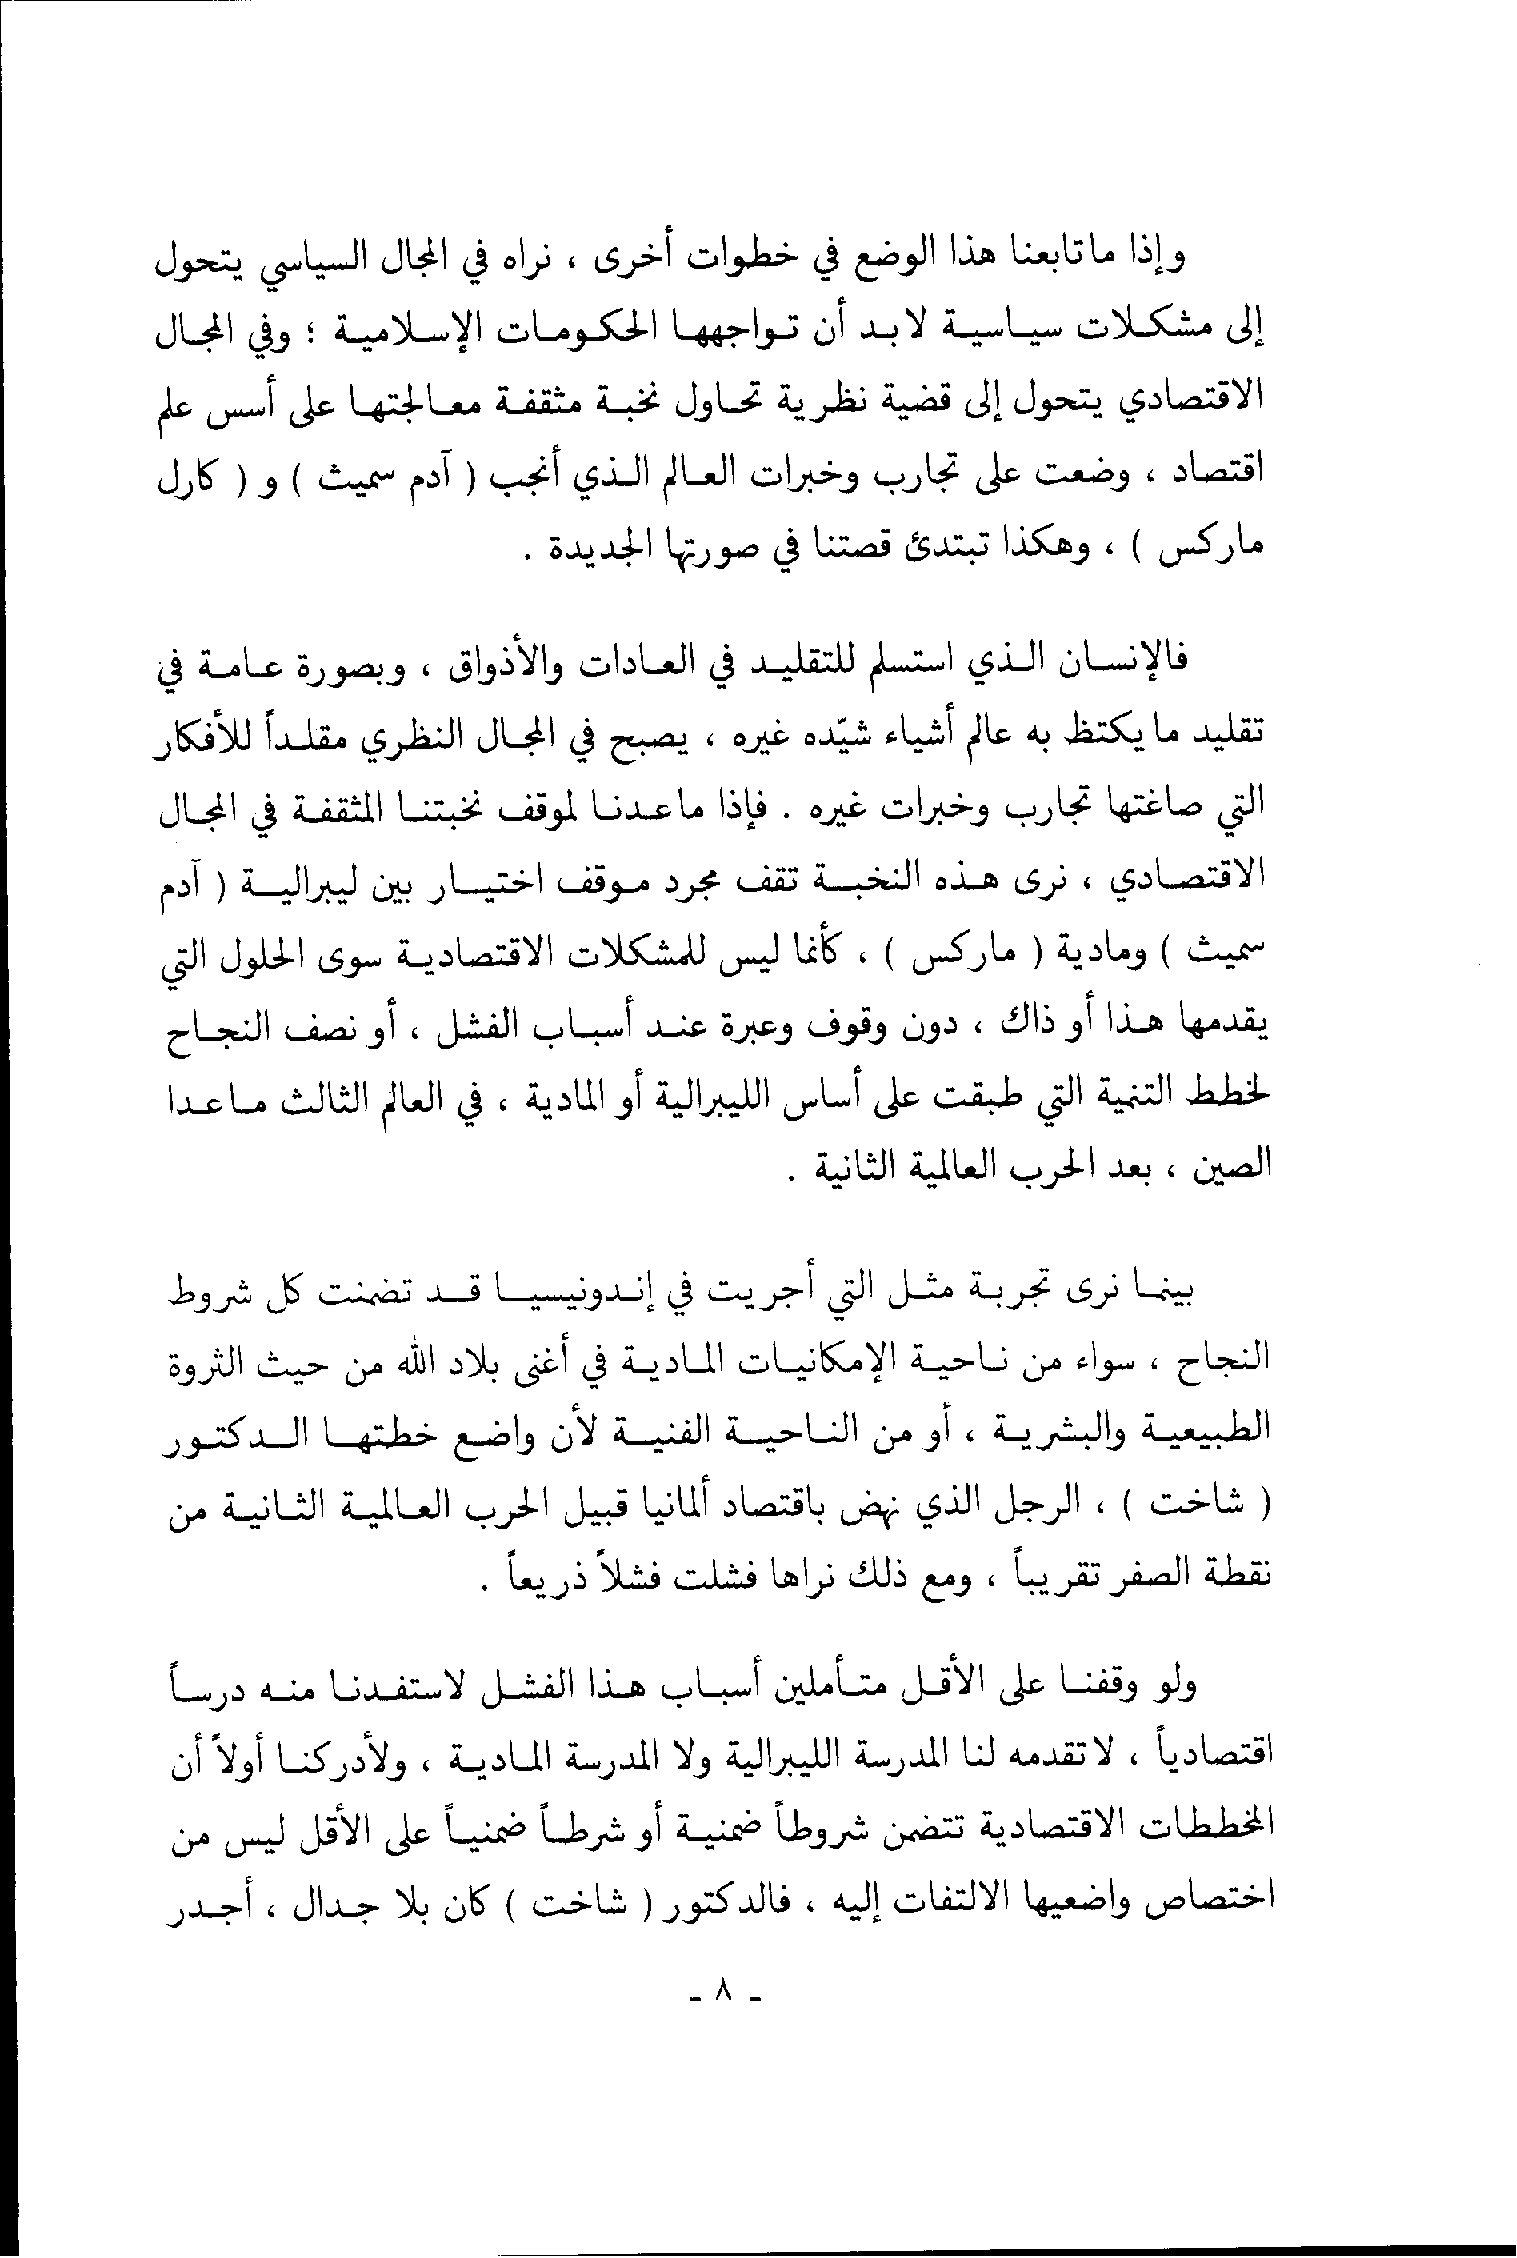 وإذا ماتابعنا هذا الوضع في خطوات أخرى ، نراه في المجال السياسي يتحول
إلى مشكلات سياسية لابد أن تواجهها الحكومات الإسلامية ؛ وفي المجال
الاقتصادي يتحول إلى قضية نظرية تحاول نخبة مثقفة معالجتها على أسس علم
اقتصاد ، وضعت على تجارب وخبرات العالم الذي أنجب ( آدم سميث ) و ( كارل
ماركس ) ، وهكذا تبتدئ قصتنا في صورتها الجديدة .
فالإنسان الذي استسلم للتقليد في العادات والأذواق ، وبصورة عامة في
تقليد مايكتظ به عالم أشياء شيّده غيره ، يصبح في المجال النظري مقلداً للأفكار
التي صاغتها تجارب وخبرات غيره . فإذا ماعدنا لموقف نخبتنا المثقفة في المجال
الاقتصادي ، نرى هذه النخبة تقف مجرد موقف اختيار بين ليبرالية ( آدم
سميث ) ومادية ( ماركس ) ، كأنما ليس للمشكلات الاقتصادية سوى الحلول التي
يقدمها هذا أو ذاك ، دون وقوف وعبرة عند أسباب الفشل ، أو نصف النجاح
لخطط التنمية التي طبقت على أساس الليبرالية أو المادية ، في العالم الثالث ماعدا
الصين ، بعد الحرب العالمية الثانية .
بينما نرى تجربة مثل التي أجريت في إندونيسيا قد تضمنت كل شروط
النجاح ، سواء من ناحية الإمكانيات المادية في أغنى بلاد الله من حيث الثروة
الطبيعية والبشرية ، أو من الناحية الفنية لأن واضع خطتها الدكتور
( شاخت ) ، الرجل الذي نهض باقتصاد ألمانيا قبيل الحرب العالمية الثانية من
نقطة الصفر تقريباً ، ومع ذلك نراها فشلت فشلاً ذريعاً .
ولو وقفنا على الأقل متأملين أسباب هذا الفشل لاستفدنا منه درساً
اقتصادياً ، لاتقدمه لنا المدرسة الليبرالية ولا المدرسة المادية ، ولأدركنا أولاً أن
المخططات الاقتصادية تتضمن شروطاً ضمنية أو شرطاً ضمنياً على الأقل ليس من
اختصاص واضعيها الالتفات إليه ، فالدكتور ( شاخت ) كان بلا جدال ، أجدر
- ٨ -